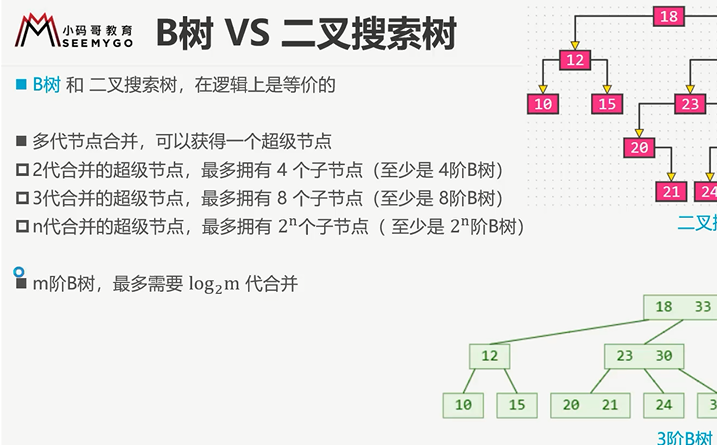 小码哥教育
SEEMYGO
B树 VS 二叉搜索树
B树 和 二叉搜索树，在逻辑上是等价的
多代节点合并，可以获得一个超级节点
2代合并的超级节点，最多拥有 4 个子节点（至少是 4阶B树）
3代合并的超级节点，最多拥有 8 个子节点（至少是 8阶B树）
n代合并的超级节点，最多拥有 2ⁿ个子节点（ 至少是 2ⁿ阶B树）
m阶B树，最多需要 log₂m 代合并
18
12
10 15 23
20
21 24
二叉
18 33
12 23 30
10 15 20 21 24
3阶B树